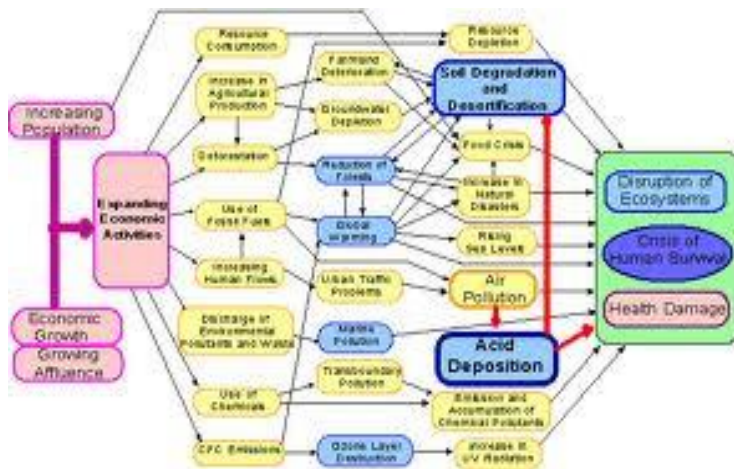 Resource
Consumption
Resource
Depletion
Increasing
Population
Increase in
Agricultural
Production
Farmland
Deterioration
Soil Degradation
and
Desertification
Groundwater
Depletion
Deforestation
Reduction of
Forests
Food Crisis
Expanding
Economic
Activities
Use of
Fossil Fuels
Global
Warming
Increase in
Natural
Disasters
Rising
Sea Levels
Increasing
Human Flows
Urban Traffic
Problems
Air
Pollution
Disruption of
Ecosystems
Crisis of
Human Survival
Health Damage
Economic
Growth
Growing
Affluence
Discharge of
Environmental
Pollutants and Waste
Marine
Pollution
Acid
Deposition
Use of
Chemicals
Transboundary
Pollution
Emission and
Accumulation of
Chemical Pollutants
CFC Emissions
Ozone Layer
Destruction
Increase in
UV Radiation